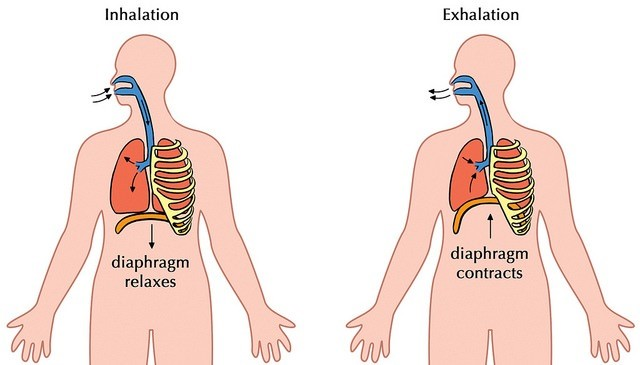 Inhalation
Exhalation
diaphragm
relaxes
diaphragm
contracts